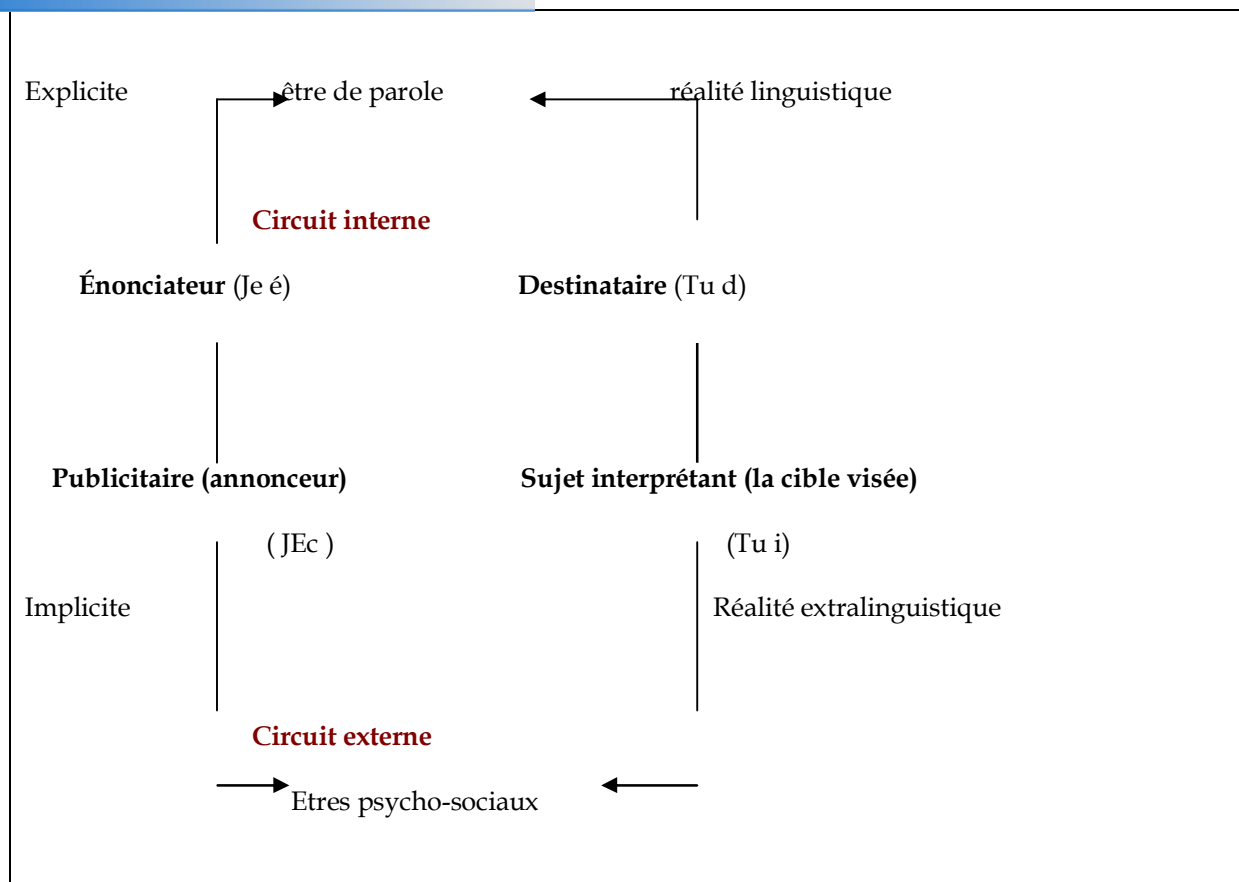 Explicite être de parole réalité linguistique
Circuit interne
Énonciateur (Je é) Destinataire (Tu d)
Publicitaire (annonceur) Sujet interprétant (la cible visée)
( JEc ) (Tu i)
Implicite Réalité extralinguistique
Circuit externe
Etres psycho-sociaux